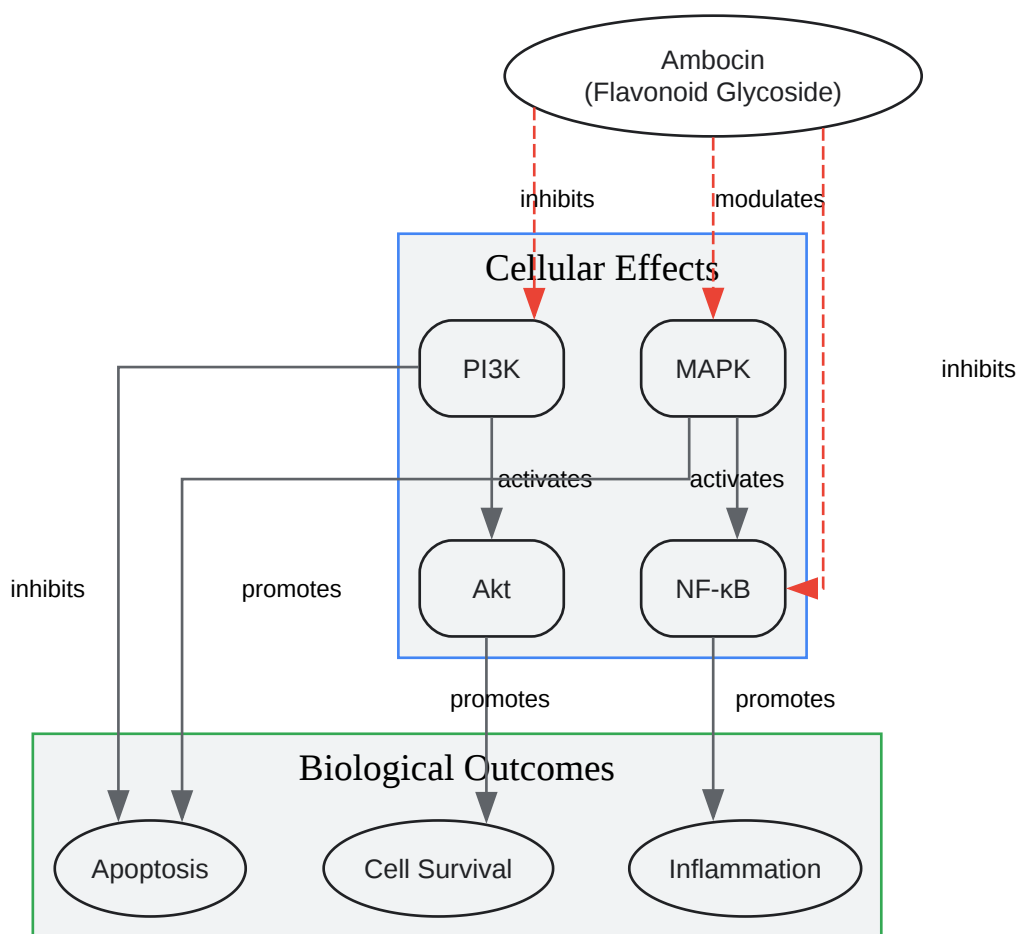 Ambocin
(Flavonoid Glycoside)
inhibits
modulates
Cellular Effects
PI3K
MAPK
inhibits
activates
activates
inhibits
promotes
Akt
NF-κB
promotes
promotes
Biological Outcomes
Apoptosis
Cell Survival
Inflammation